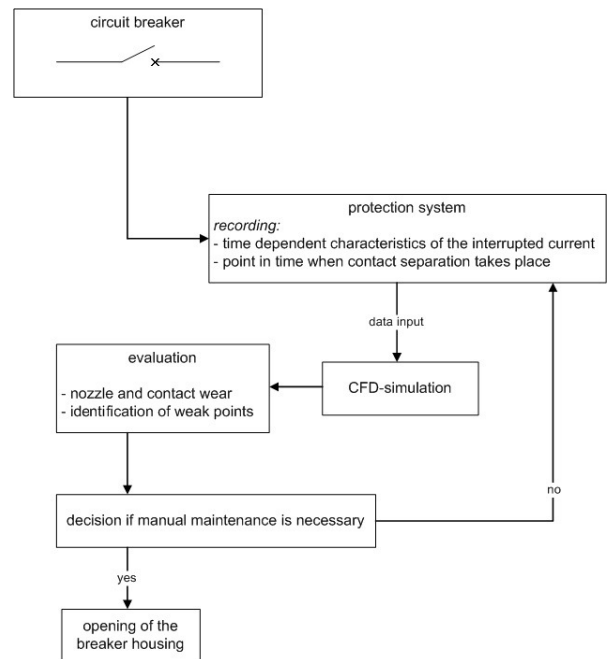 circuit breaker
protection system
recording:
- time dependent characteristics of the interrupted current
- point in time when contact separation takes place
data input
CFD-simulation
evaluation
- nozzle and contact wear
- identification of weak points
decision if manual maintenance is necessary
no
yes
opening of the
breaker housing